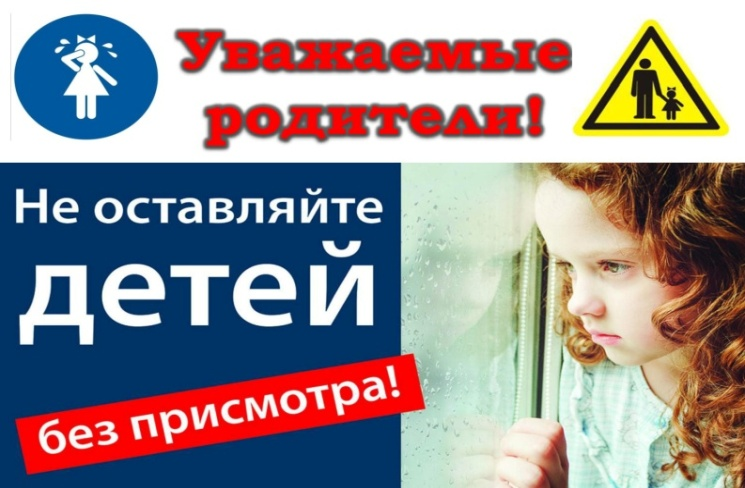 Уважаемые
родители!
Не оставляйте
детей
без присмотра!